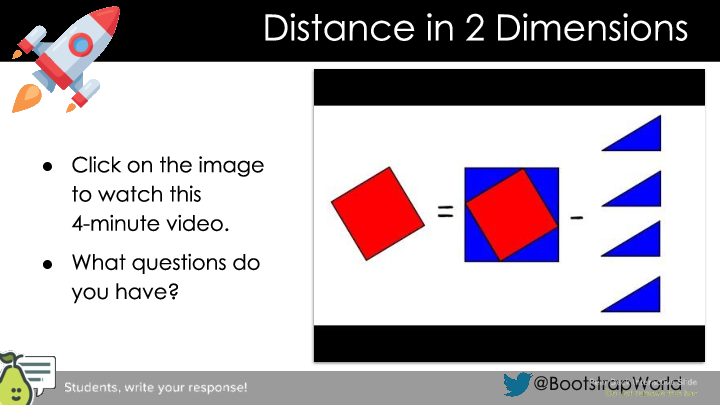 Distance in 2 Dimensions
● Click on the image
to watch this
4-minute video.
● What questions do
you have?
= -
Students, write your response!
@BootstrapWorld